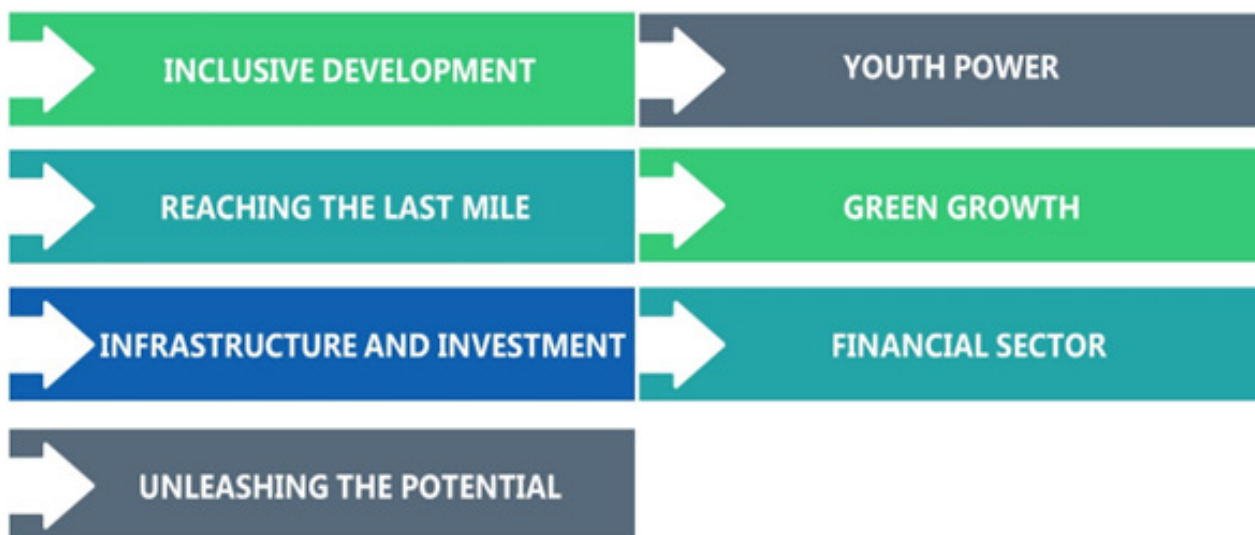 INCLUSIVE DEVELOPMENT
YOUTH POWER
REACHING THE LAST MILE
GREEN GROWTH
INFRASTRUCTURE AND INVESTMENT
FINANCIAL SECTOR
UNLEASHING THE POTENTIAL